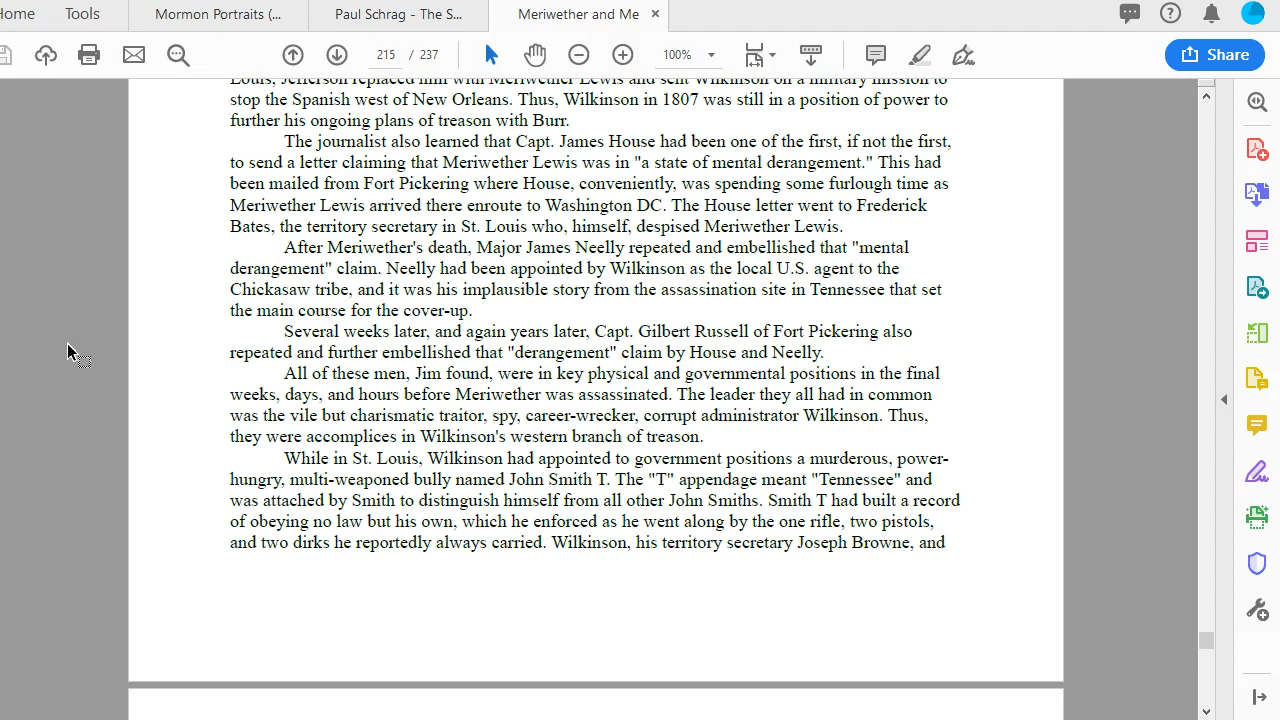 Home
Tools
Mormon Portraits (...
Paul Schrag - The S...
Meriwether and Me
215 / 237
100%
Share
Louis, Jefferson replaced him with Meriwether Lewis and sent Wilkinson on a military mission to
stop the Spanish west of New Orleans. Thus, Wilkinson in 1807 was still in a position of power to
further his ongoing plans of treason with Burr.
The journalist also learned that Capt. James House had been one of the first, if not the first,
to send a letter claiming that Meriwether Lewis was in "a state of mental derangement." This had
been mailed from Fort Pickering where House, conveniently, was spending some furlough time as
Meriwether Lewis arrived there enroute to Washington DC. The House letter went to Frederick
Bates, the territory secretary in St. Louis who, himself, despised Meriwether Lewis.
After Meriwether's death, Major James Neelly repeated and embellished that "mental
derangement" claim. Neelly had been appointed by Wilkinson as the local U.S. agent to the
Chickasaw tribe, and it was his implausible story from the assassination site in Tennessee that set
the main course for the cover-up.
Several weeks later, and again years later, Capt. Gilbert Russell of Fort Pickering also
repeated and further embellished that "derangement" claim by House and Neelly.
All of these men, Jim found, were in key physical and governmental positions in the final
weeks, days, and hours before Meriwether was assassinated. The leader they all had in common
was the vile but charismatic traitor, spy, career-wrecker, corrupt administrator Wilkinson. Thus,
they were accomplices in Wilkinson's western branch of treason.
While in St. Louis, Wilkinson had appointed to government positions a murderous, power-
hungry, multi-weaponed bully named John Smith T. The "T" appendage meant "Tennessee" and
was attached by Smith to distinguish himself from all other John Smiths. Smith T had built a record
of obeying no law but his own, which he enforced as he went along by the one rifle, two pistols,
and two dirks he reportedly always carried. Wilkinson, his territory secretary Joseph Browne, and